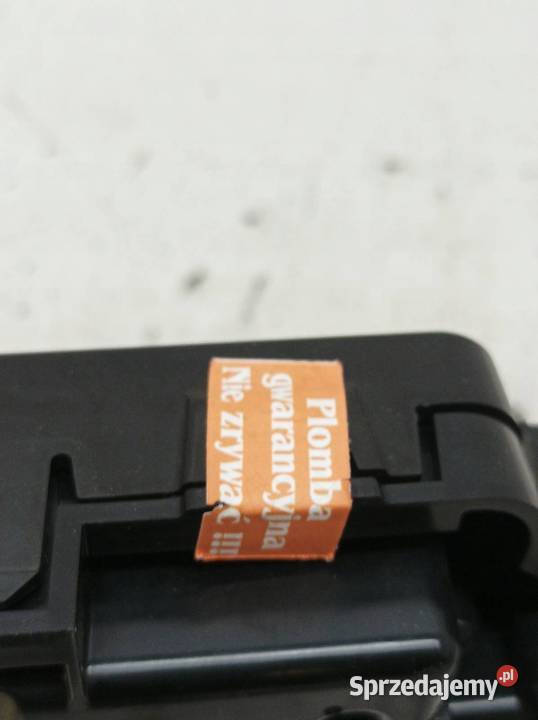 Plomba
gwarancyjna
Nie zrywać !!!
Sprzedajemy.pl